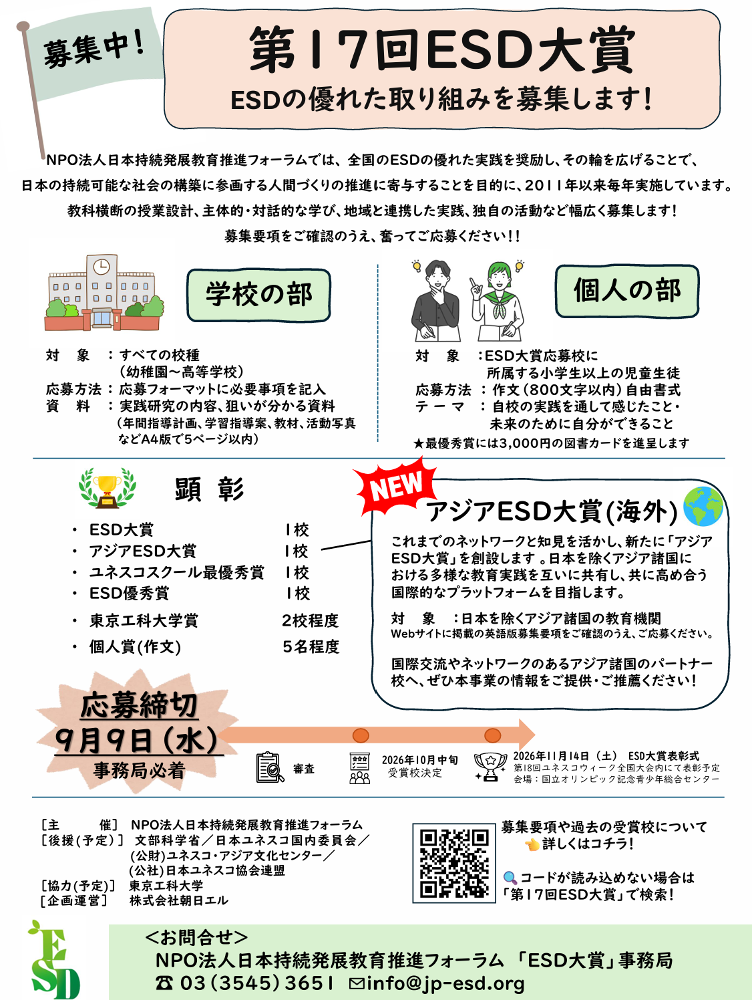 募集中！
第17回ESD大賞
ESDの優れた取り組みを募集します！
NPO法人日本持続発展教育推進フォーラムでは、全国のESDの優れた実践を奨励し、その輪を広げることで、
日本の持続可能な社会の構築に参画する人間づくりの推進に寄与することを目的に、2011年以来毎年実施しています。
教科横断の授業設計、主体的・対話的な学び、地域と連携した実践、独自の活動など幅広く募集します！
募集要項をご確認のうえ、奮ってご応募ください！！
学校の部
対　象　：すべての校種
（幼稚園～高等学校）
応募方法：応募フォーマットに必要事項を記入
資　料　：実践研究の内容、狙いが分かる資料
（年間指導計画、学習指導案、教材、活動写真
などA4版で5ページ以内）
個人の部
対　象　：ESD大賞応募校に
所属する小学生以上の児童生徒
応募方法：作文（800文字以内）自由書式
テーマ　：自校の実践を通して感じたこと・
未来のために自分ができること
★最優秀賞には3,000円の図書カードを進呈します
顕 彰
・ ESD大賞　1校
・ アジアESD大賞　1校
・ ユネスコスクール最優秀賞　1校
・ ESD優秀賞　1校
・ 東京工科大学賞　2校程度
・ 個人賞(作文)　5名程度
NEW
アジアESD大賞(海外)
これまでのネットワークと知見を活かし、新たに「アジア
ESD大賞」を創設します。日本を除くアジア諸国に
おける多様な教育実践を互いに共有し、共に高め合う
国際的なプラットフォームを目指します。
対　象　：日本を除くアジア諸国の教育機関
Webサイトに掲載の英語版募集要項をご確認のうえ、ご応募ください。
国際交流やネットワークのあるアジア諸国のパートナー
校へ、ぜひ本事業の情報をご提供・ご推薦ください！
応募締切
9月9日（水）
事務局必着
審査
2026年10月中旬
受賞校決定
2026年11月14日（土）　ESD大賞表彰式
第18回ユネスコウィーク全国大会内にて表彰予定
会場：国立オリンピック記念青少年総合センター
［主　　　催］　NPO法人日本持続発展教育推進フォーラム
［後援(予定)］　文部科学省／日本ユネスコ国内委員会／
(公財)ユネスコ・アジア文化センター／
(公社)日本ユネスコ協会連盟
［協力(予定)］　東京工科大学
［企画運営］　株式会社朝日エル
募集要項や過去の受賞校について
👉詳しくはコチラ！
🔍コードが読み込めない場合は
「第17回ESD大賞」で検索！
ESD
＜お問合せ＞
NPO法人日本持続発展教育推進フォーラム　「ESD大賞」事務局
☎ 03（3545）3651　✉info@jp-esd.org